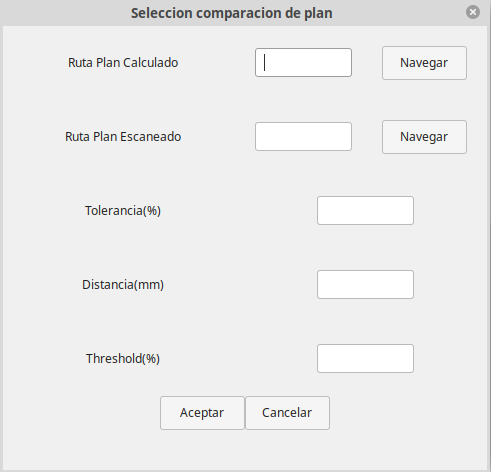 Seleccion comparacion de plan
Ruta Plan Calculado
Navegar
Ruta Plan Escaneado
Navegar
Tolerancia(%)
Distancia(mm)
Threshold(%)
Aceptar
Cancelar